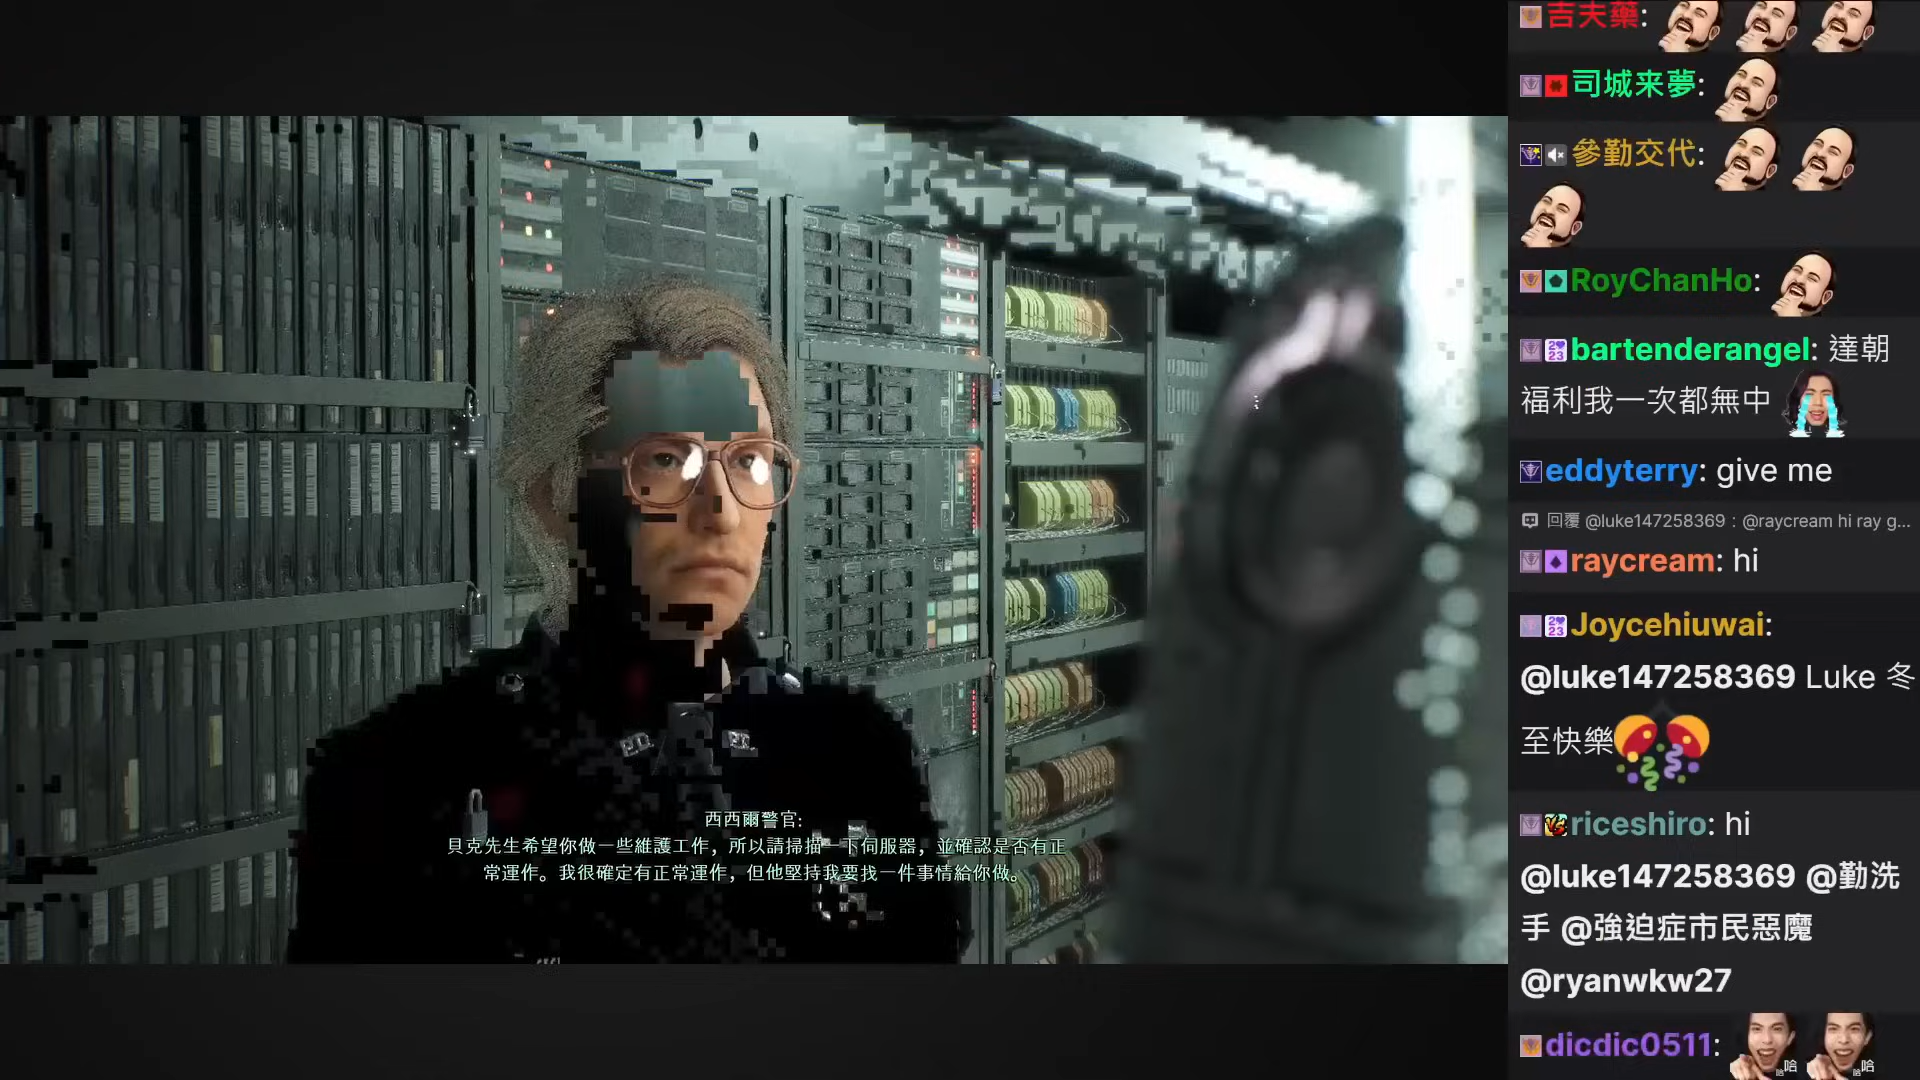 西西爾警官:
貝克先生希望你做一些維護工作，所以請掃描一下伺服器，並確認是否有正
常運作。我很確定有正常運作，但他堅持我要找一件事情給你做。
吉夫藥:
司城来夢:
參勤交代:
RoyChanHo:
bartenderangel: 達朝
福利我一次都無中
eddyterry: give me
回覆 @luke147258369 : @raycream hi ray g...
raycream: hi
Joycehiuwai:
@luke147258369 Luke 冬
至快樂
riceshiro: hi
@luke147258369 @勤洗
手 @強迫症市民惡魔
@ryanwkw27
dicdic0511: